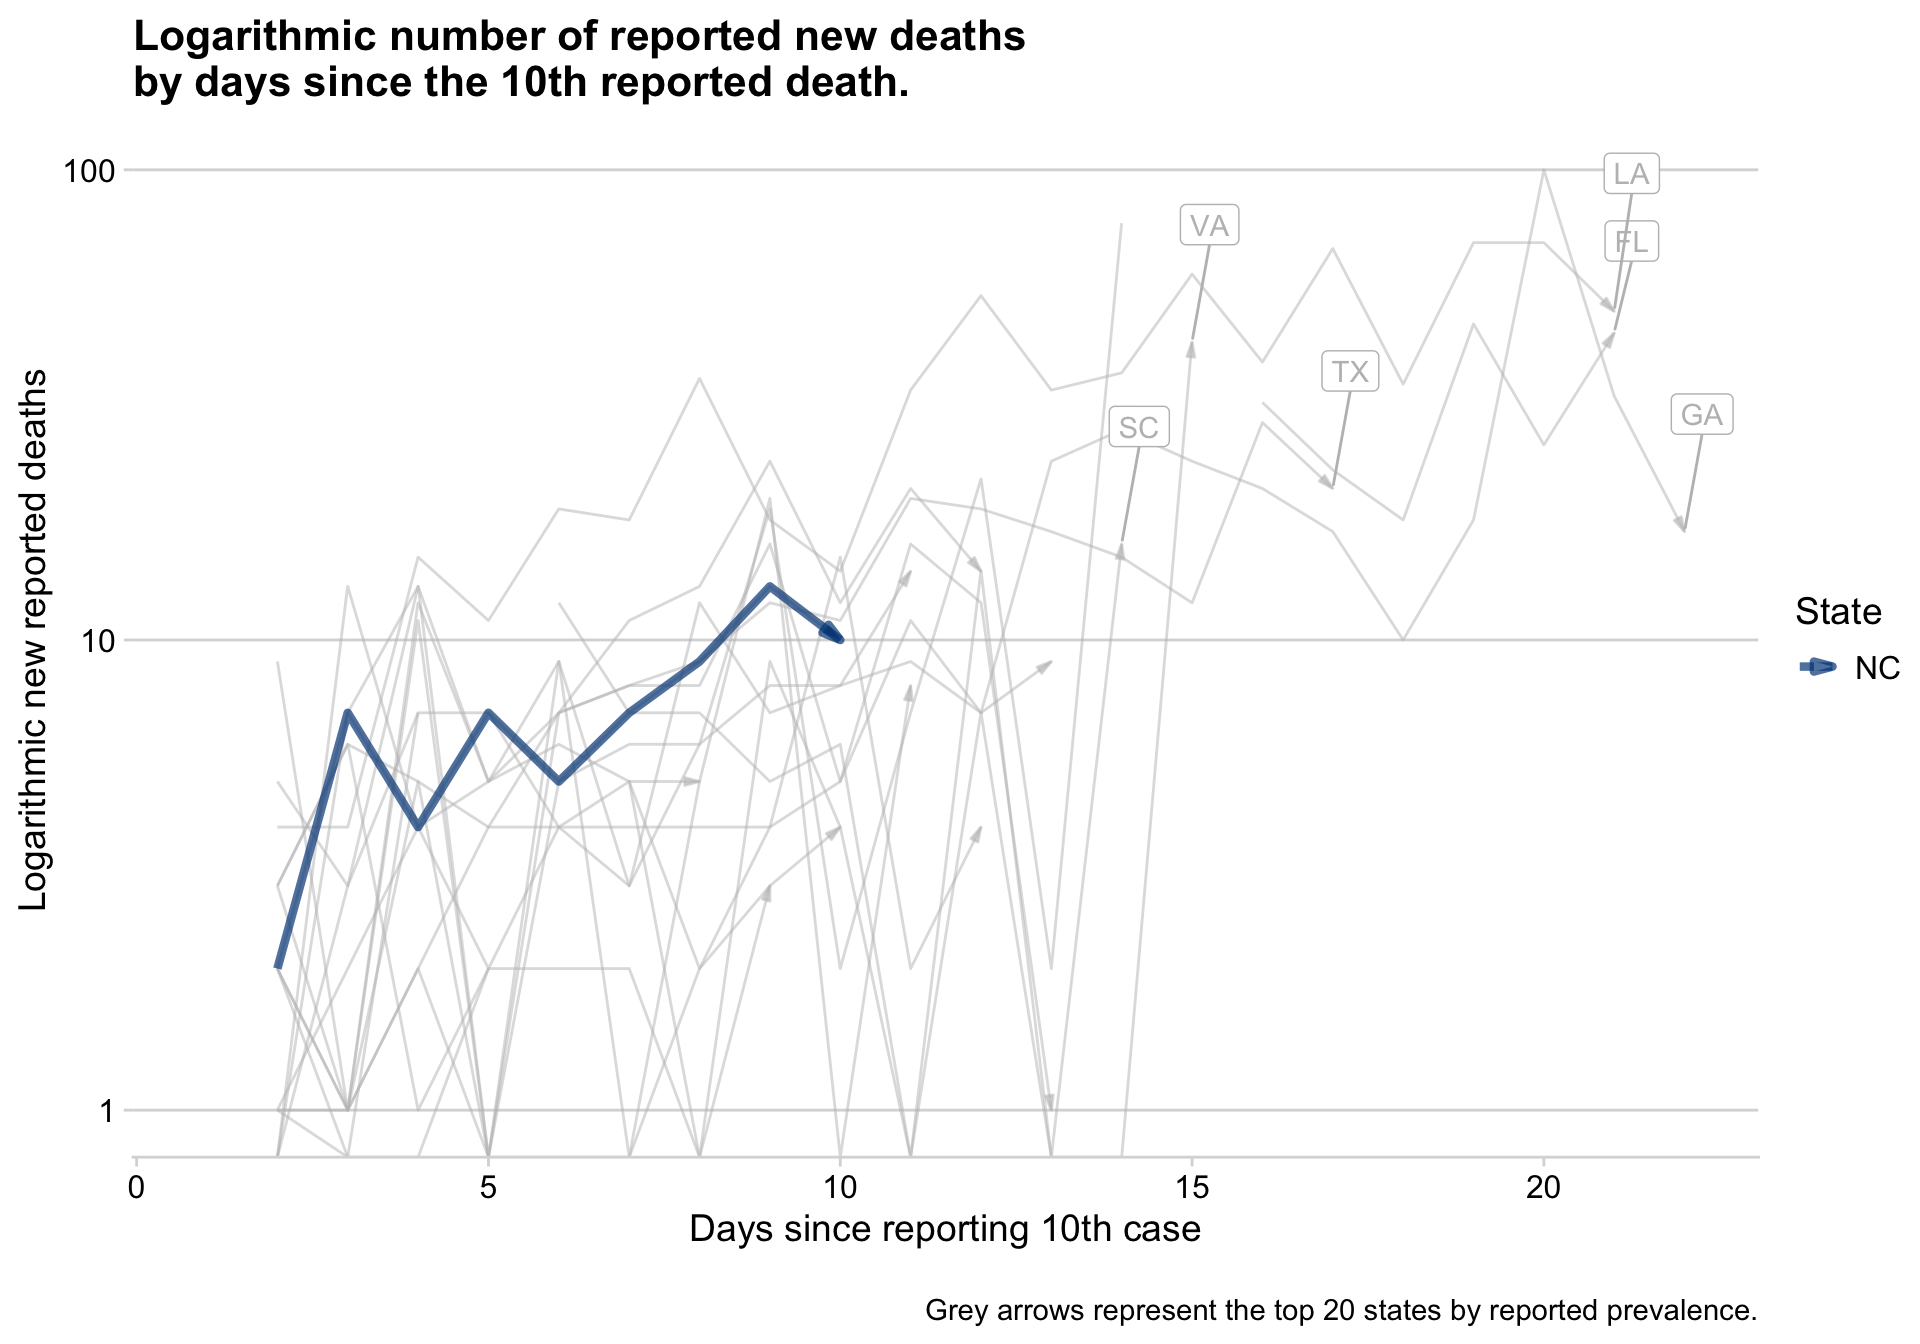 Logarithmic number of reported new deaths
by days since the 10th reported death.
100
10
1
Logarithmic new reported deaths
LA
VA
FL
TX
GA
SC
State
NC
0 5 10 15 20
Days since reporting 10th case
Grey arrows represent the top 20 states by reported prevalence.